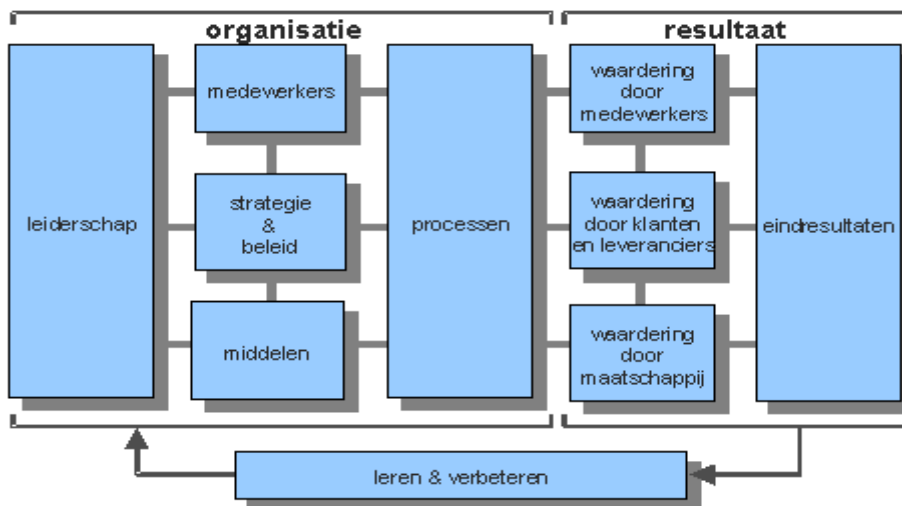 organisatie
resultaat
leiderschap
medewerkers
strategie
&
beleid
middelen
processen
waardering
door
medewerkers
waardering
door klanten
en leveranciers
waardering
door
maatschappij
eindresultaten
leren & verbeteren